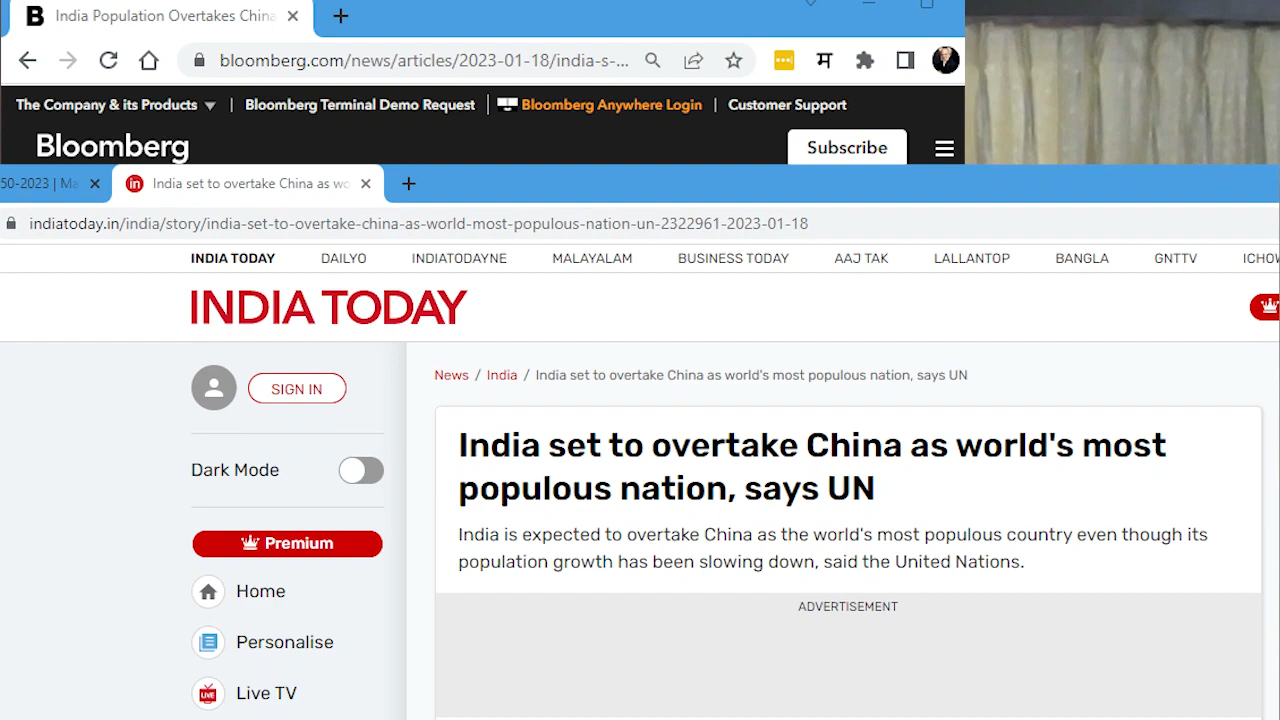 India Population Overtakes China
bloomberg.com/news/articles/2023-01-18/india-s-...
म
The Company & its Products | Bloomberg Terminal Demo Request | Bloomberg Anywhere Login | Customer Support
Bloomberg
Subscribe
50-2023 | Ma
India set to overtake China as wo
indiatoday.in/india/story/india-set-to-overtake-china-as-world-most-populous-nation-un-2322961-2023-01-18
INDIA TODAY DAILYO INDIATODAYNE MALAYALAM BUSINESS TODAY AAJ TAK LALLANTOP BANGLA GNTTV ICHOW
INDIA TODAY
SIGN IN
News / India / India set to overtake China as world's most populous nation, says UN
Dark Mode
India set to overtake China as world's most
populous nation, says UN
India is expected to overtake China as the world's most populous country even though its
population growth has been slowing down, said the United Nations.
Premium
Home
ADVERTISEMENT
Personalise
LIVE
Live TV